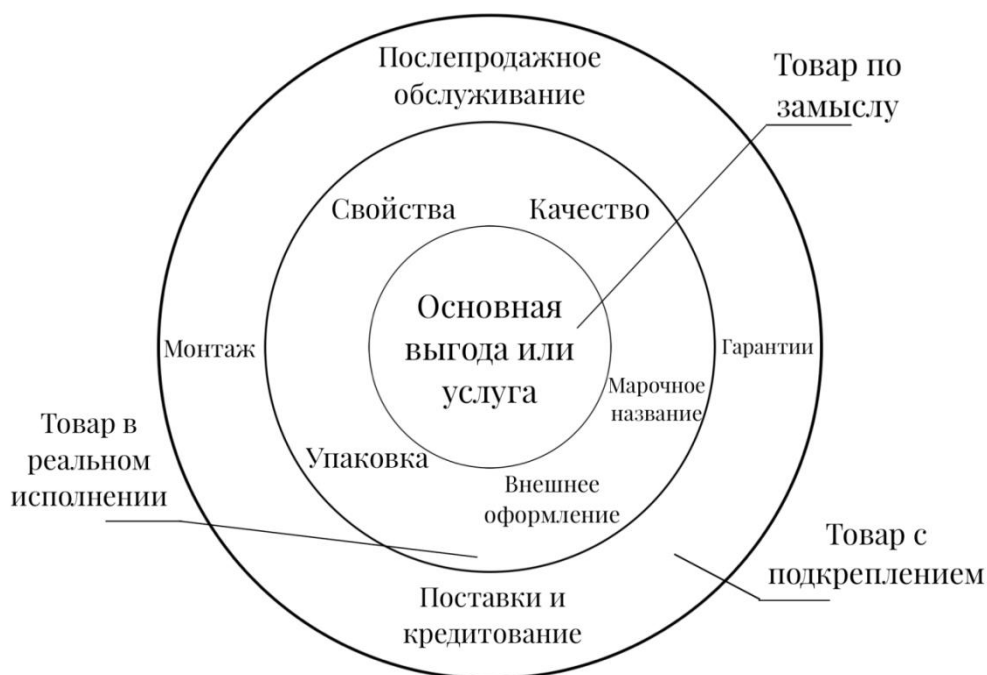 Послепродажное
обслуживание
Товар по
замыслу
Свойства
Качество
Основная
выгода или
услуга
Монтаж
Гарантии
Марочное
название
Товар в
реальном
исполнении
Упаковка
Внешнее
оформление
Товар с
подкреплением
Поставки и
кредитование